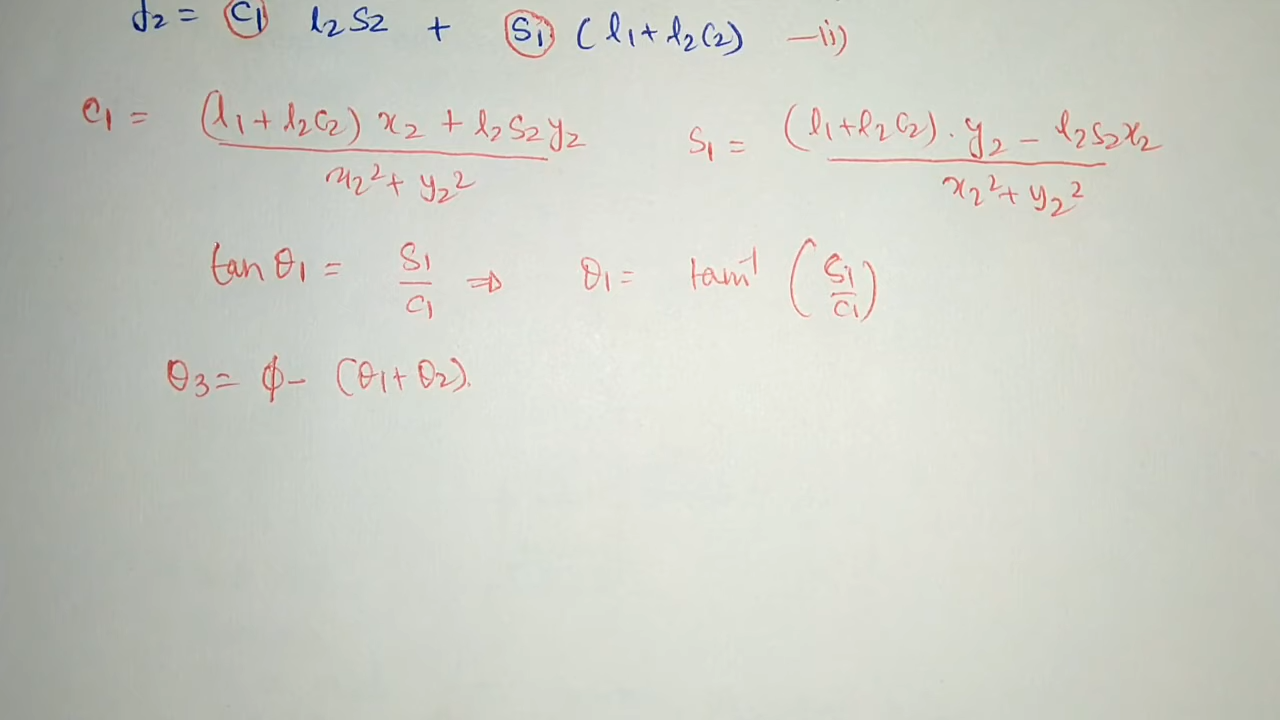 y₂ = C₁ l₂S₂ + S₁ (l₁ + l₂C₂) —ii)
C₁ = ((l₁ + l₂C₂) x₂ + l₂S₂y₂) / (x₂² + y₂²) S₁ = ((l₁ + l₂C₂) · y₂ − l₂S₂x₂) / (x₂² + y₂²)
tan θ₁ = S₁/C₁ ⇒ θ₁ = tan⁻¹ (S₁/C₁)
θ₃ = ϕ − (θ₁ + θ₂).